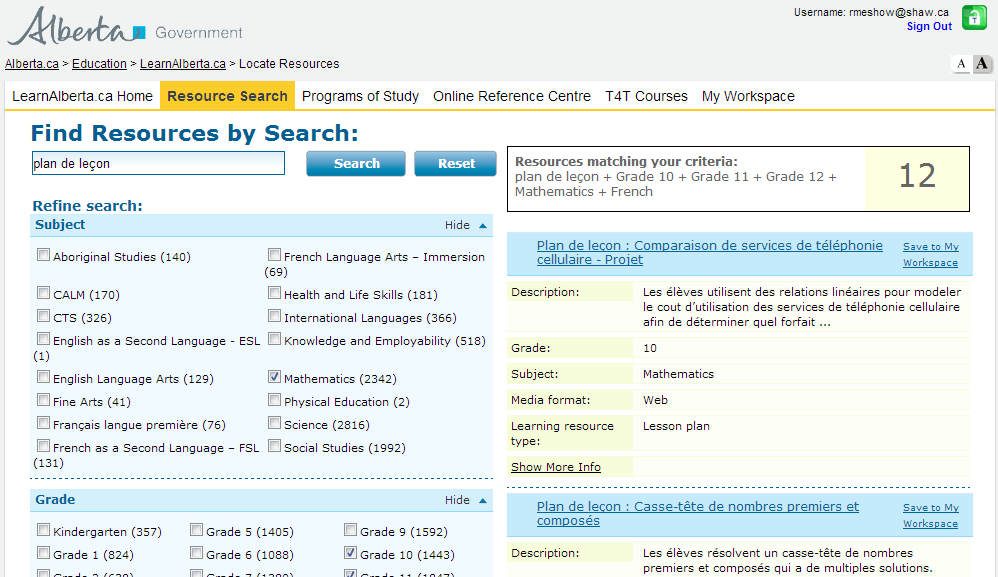 Alberta Government
Username: rmeshow@shaw.ca
Sign Out
Alberta.ca > Education > LearnAlberta.ca > Locate Resources
A A
LearnAlberta.ca Home Resource Search Programs of Study Online Reference Centre T4T Courses My Workspace
Find Resources by Search:
plan de leçon Search Reset
Refine search:
Subject Hide
Aboriginal Studies (140)
French Language Arts – Immersion
(69)
CALM (170)
Health and Life Skills (181)
CTS (326)
International Languages (366)
English as a Second Language - ESL
(1)
Knowledge and Employability (518)
English Language Arts (129)
Mathematics (2342)
Fine Arts (41)
Physical Education (2)
Français langue première (76)
Science (2816)
French as a Second Language – FSL
(131)
Social Studies (1992)
Grade Hide
Kindergarten (357) Grade 5 (1405) Grade 9 (1592)
Grade 1 (824) Grade 6 (1088) Grade 10 (1443)
Resources matching your criteria:
plan de leçon + Grade 10 + Grade 11 + Grade 12 +
Mathematics + French
12
Plan de leçon : Comparaison de services de téléphonie
cellulaire - Projet
Save to My
Workspace
Description: Les élèves utilisent des relations linéaires pour modeler
le cout d’utilisation des services de téléphonie cellulaire
afin de déterminer quel forfait ...
Grade: 10
Subject: Mathematics
Media format: Web
Learning resource
type:
Lesson plan
Show More Info
Plan de leçon : Casse-tête de nombres premiers et
composés
Save to My
Workspace
Description: Les élèves résolvent un casse-tête de nombres
premiers et composés qui a de multiples solutions.